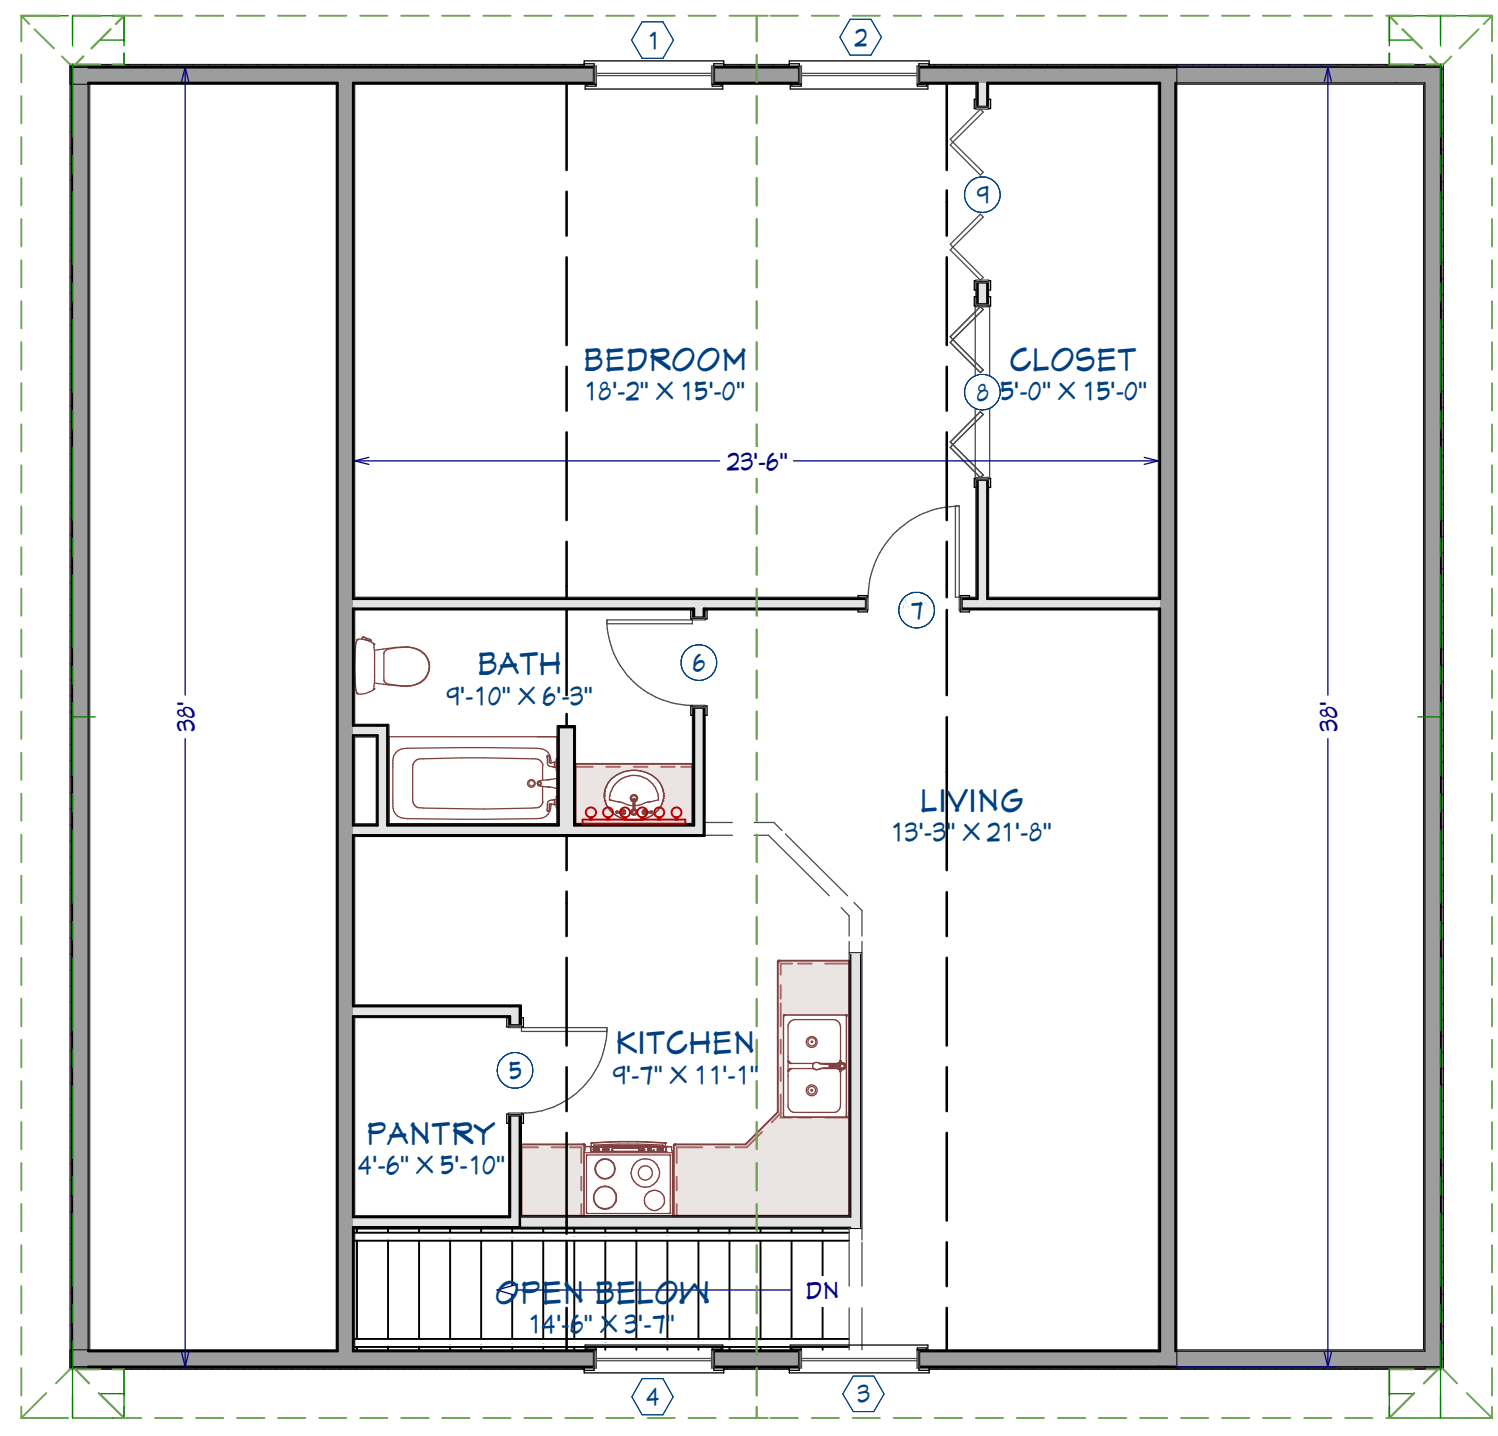 1
2
9
BEDROOM
18'-2" X 15'-0"
CLOSET
8
5'-0" X 15'-0"
23'-6"
7
6
BATH
9'-10" X 6'-3"
38'
38'
LIVING
13'-3" X 21'-8"
KITCHEN
9'-7" X 11'-1"
5
PANTRY
4'-6" X 5'-10"
OPEN BELOW
14'-6" X 3'-7"
DN
4
3